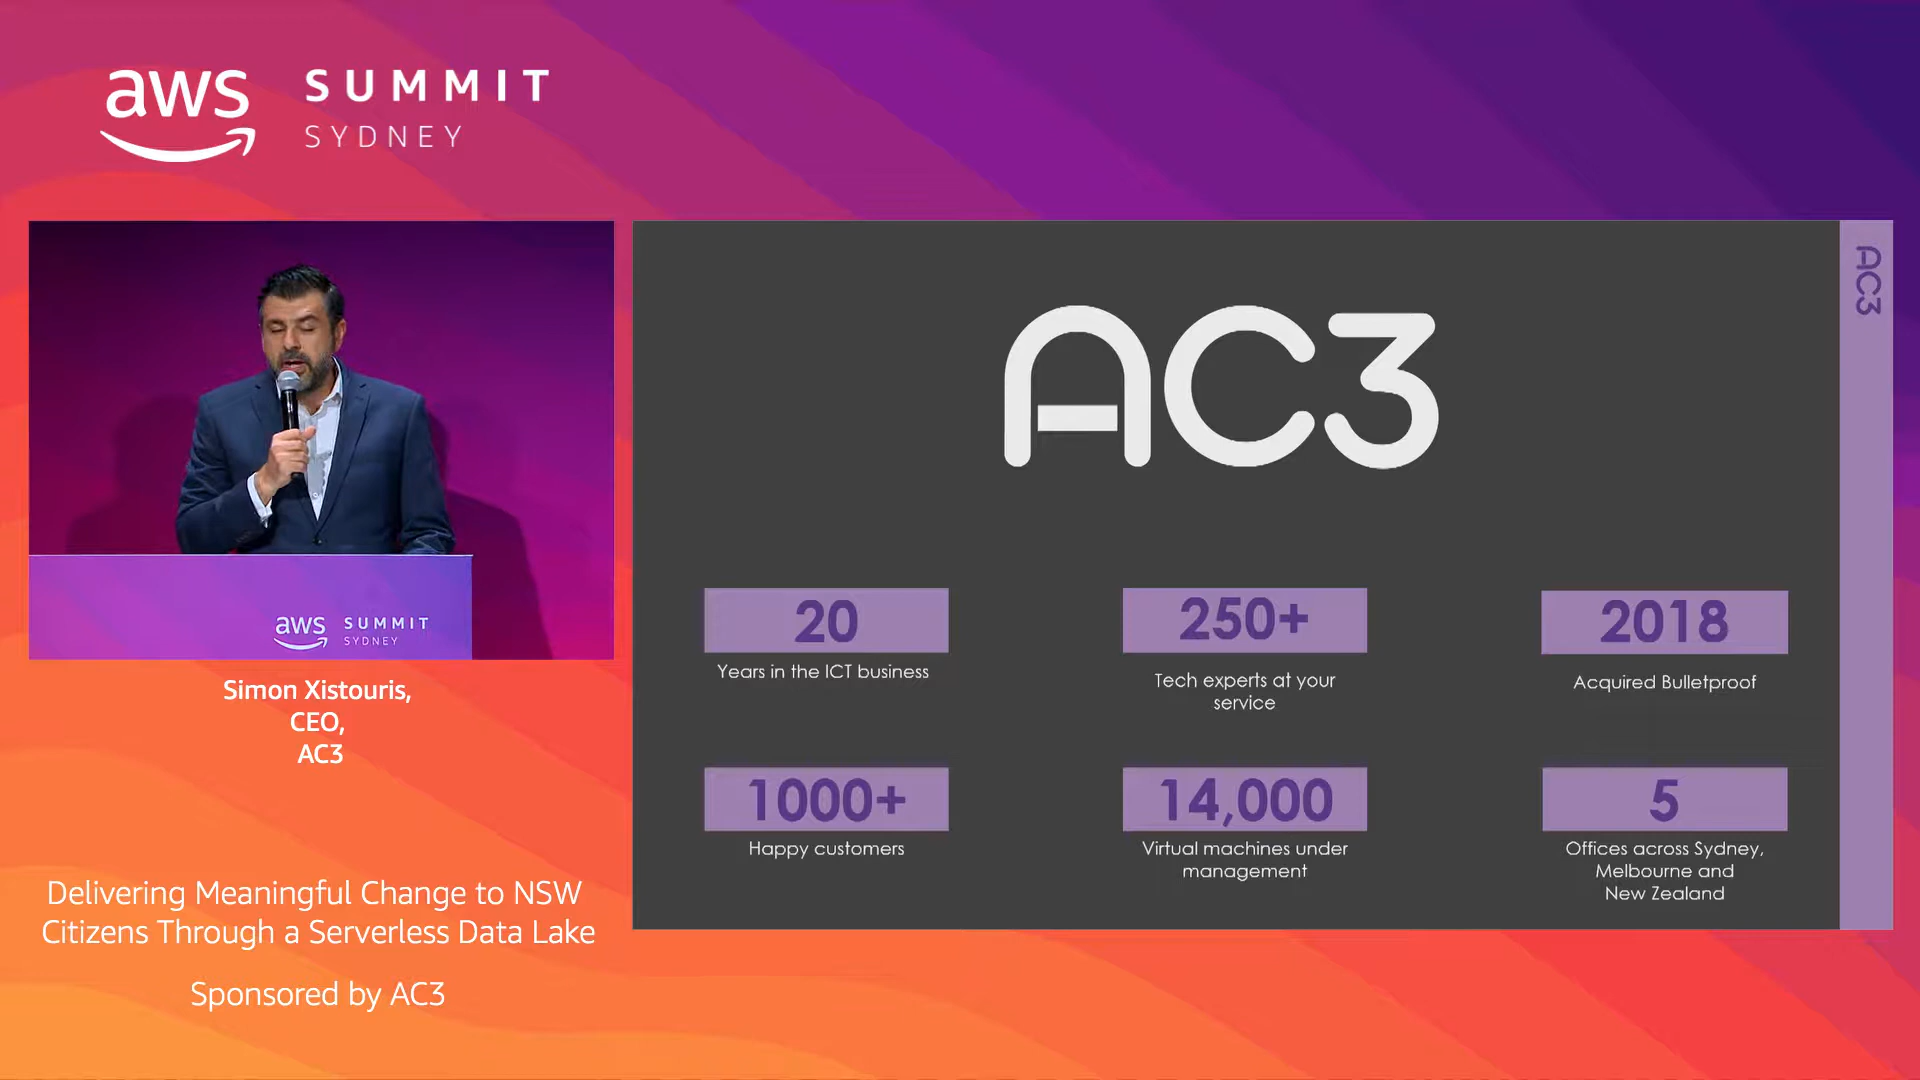 aws SUMMIT
SYDNEY
AC3
AC3
20
Years in the ICT business
250+
Tech experts at your
service
2018
Acquired Bulletproof
1000+
Happy customers
14,000
Virtual machines under
management
5
Offices across Sydney,
Melbourne and
New Zealand
aws SUMMIT
SYDNEY
Simon Xistouris,
CEO,
AC3
Delivering Meaningful Change to NSW
Citizens Through a Serverless Data Lake
Sponsored by AC3